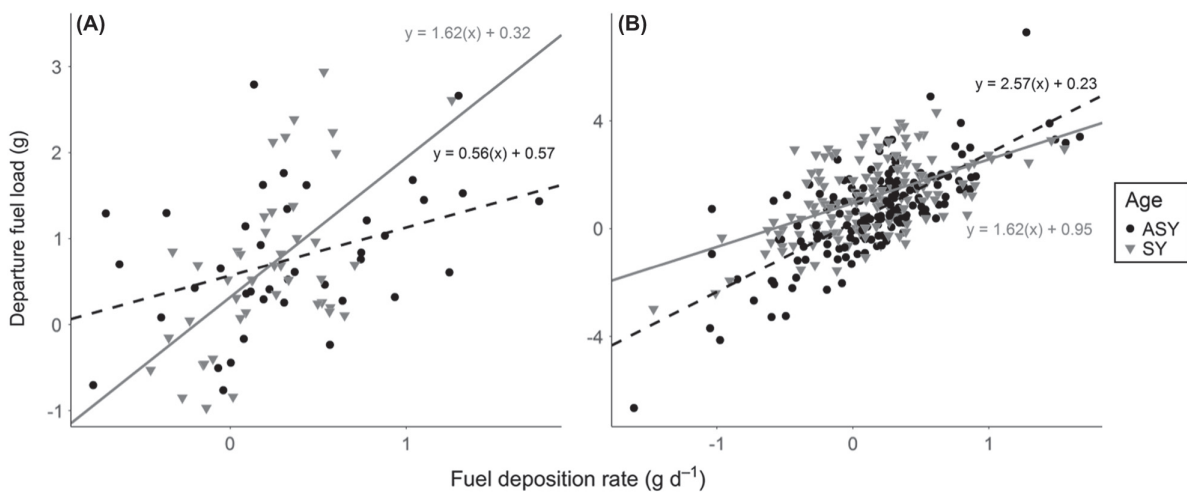 (A)
y = 1.62(x) + 0.32
y = 0.56(x) + 0.57
3
2
1
0
-1
0
1
Departure fuel load (g)
(B)
y = 2.57(x) + 0.23
y = 1.62(x) + 0.95
4
0
-4
-1
0
1
Fuel deposition rate (g d⁻¹)
Age
ASY
SY